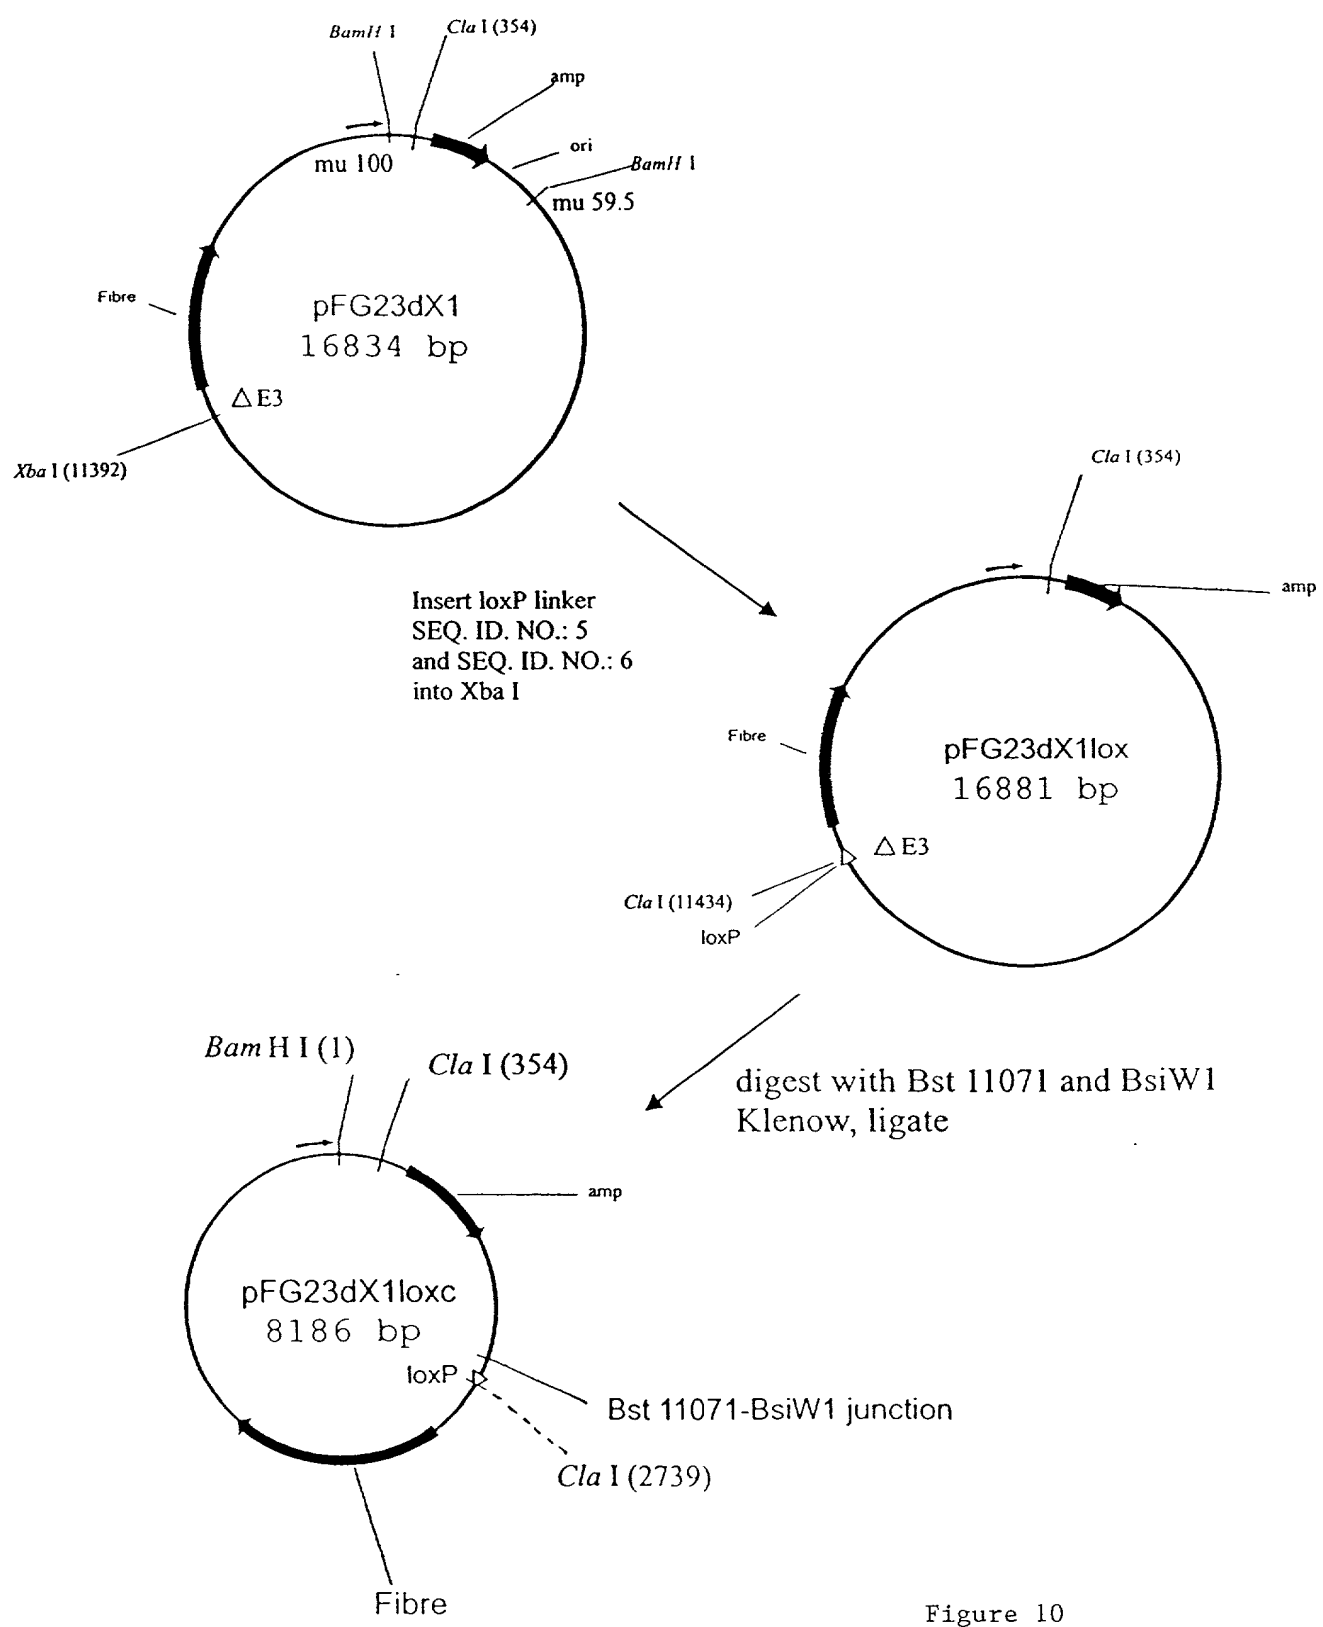 BamH I
Cla I (354)
amp
ori
BamH I
mu 100
mu 59.5
Fibre
pFG23dX1
16834 bp
△ E3
Xba I (11392)
Cla I (354)
amp
Insert loxP linker
SEQ. ID. NO.: 5
and SEQ. ID. NO.: 6
into Xba I
Fibre
pFG23dX1lox
16881 bp
△ E3
Cla I (11434)
loxP
BamH I (1)
Cla I (354)
digest with Bst 11071 and BsiW1
Klenow, ligate
amp
pFG23dX1loxc
8186 bp
loxP
Bst 11071-BsiW1 junction
Cla I (2739)
Fibre
Figure 10